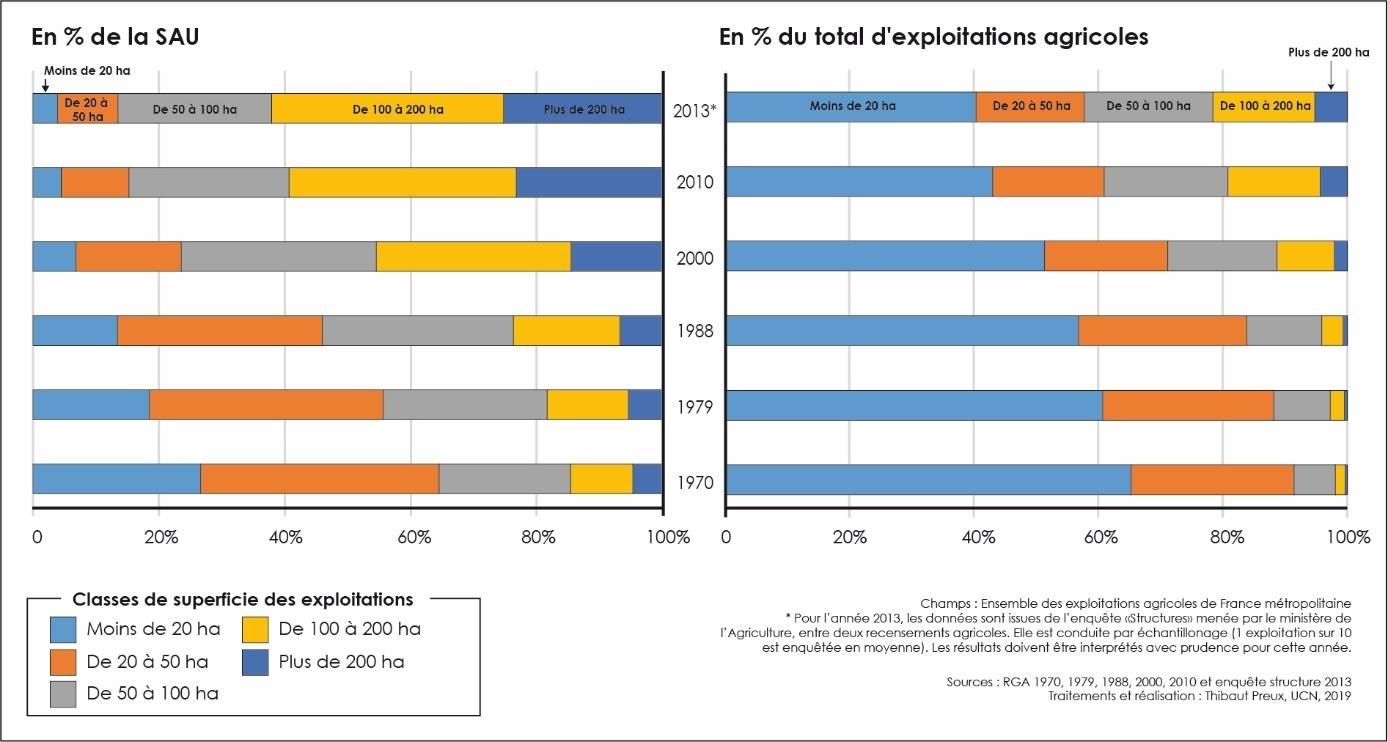 En % de la SAU
Moins de 20 ha
De 20 à
50 ha
De 50 à 100 ha
De 100 à 200 ha
Plus de 200 ha
En % du total d'exploitations agricoles
Plus de 200 ha
Moins de 20 ha
De 20 à 50 ha
De 50 à 100 ha
De 100 à 200 ha
2013*
2010
2000
1988
1979
1970
0 20% 40% 60% 80% 100%
0 20% 40% 60% 80% 100%
Classes de superficie des exploitations
Moins de 20 ha
De 20 à 50 ha
De 50 à 100 ha
De 100 à 200 ha
Plus de 200 ha
Champs : Ensemble des exploitations agricoles de France métropolitaine
* Pour l'année 2013, les données sont issues de l'enquête «Structures» menée par le ministère de
l'Agriculture, entre deux recensements agricoles. Elle est conduite par échantillonage (1 exploitation sur 10
est enquêtée en moyenne). Les résultats doivent être interprétés avec prudence pour cette année.
Sources : RGA 1970, 1979, 1988, 2000, 2010 et enquête structure 2013
Traitements et réalisation : Thibaut Preux, UCN, 2019